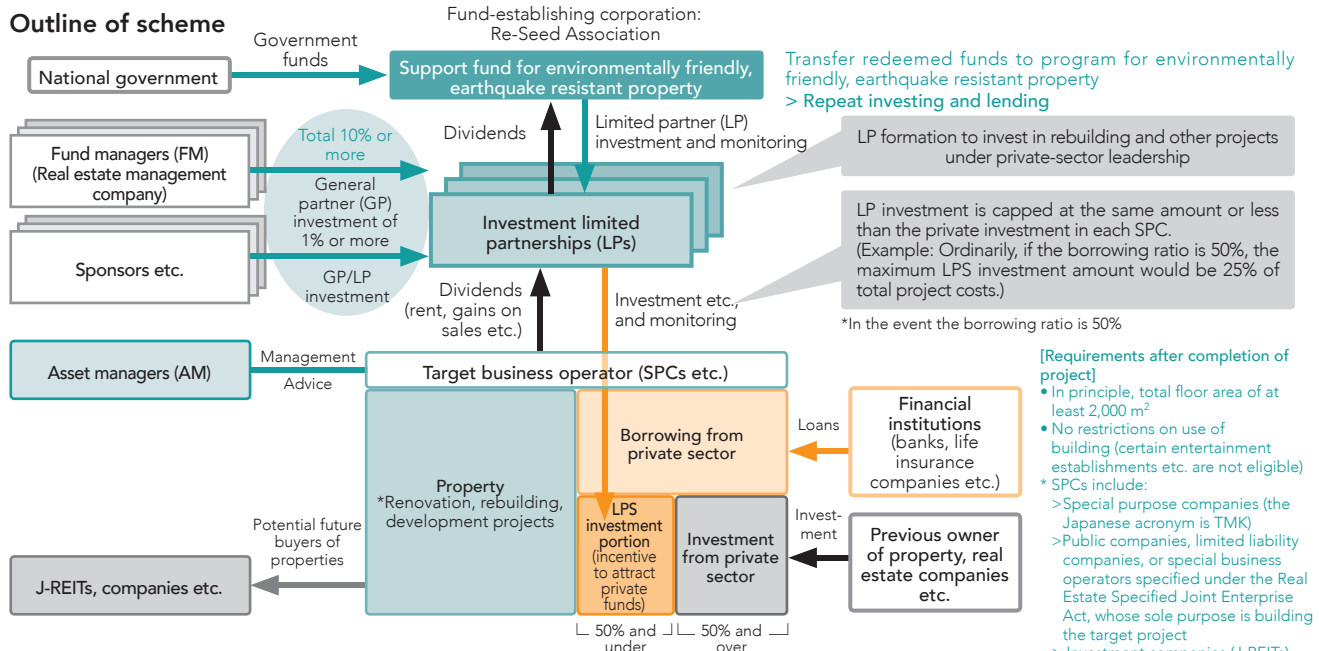 Outline of scheme
Fund-establishing corporation:
Re-Seed Association
National government
Government
funds
Support fund for environmentally friendly,
earthquake resistant property
Transfer redeemed funds to program for environmentally
friendly, earthquake resistant property
> Repeat investing and lending
Fund managers (FM)
(Real estate management
company)
Sponsors etc.
Total 10% or
more
General
partner (GP)
investment of
1% or more
GP/LP
investment
Dividends
Limited partner (LP)
investment and monitoring
Investment limited
partnerships (LPs)
LP formation to invest in rebuilding and other projects
under private-sector leadership
LP investment is capped at the same amount or less
than the private investment in each SPC.
(Example: Ordinarily, if the borrowing ratio is 50%, the
maximum LPS investment amount would be 25% of
total project costs.)
*In the event the borrowing ratio is 50%
Dividends
(rent, gains on
sales etc.)
Investment etc.,
and monitoring
Asset managers (AM)
Management
Advice
Target business operator (SPCs etc.)
Property
*Renovation, rebuilding,
development projects
Borrowing from
private sector
LPS
investment
portion
(incentive
to attract
private
funds)
Investment
from private
sector
50% and
under
50% and
over
Loans
Financial
institutions
(banks, life
insurance
companies etc.)
Invest-
ment
Previous owner
of property, real
estate companies
etc.
Potential future
buyers of
properties
J-REITs, companies etc.
[Requirements after completion of
project]
• In principle, total floor area of at
least 2,000 m²
• No restrictions on use of
building (certain entertainment
establishments etc. are not eligible)
* SPCs include:
>Special purpose companies (the
Japanese acronym is TMK)
>Public companies, limited liability
companies, or special business
operators specified under the Real
Estate Specified Joint Enterprise
Act, whose sole purpose is building
the target project
> Investment companies (J-REITs)